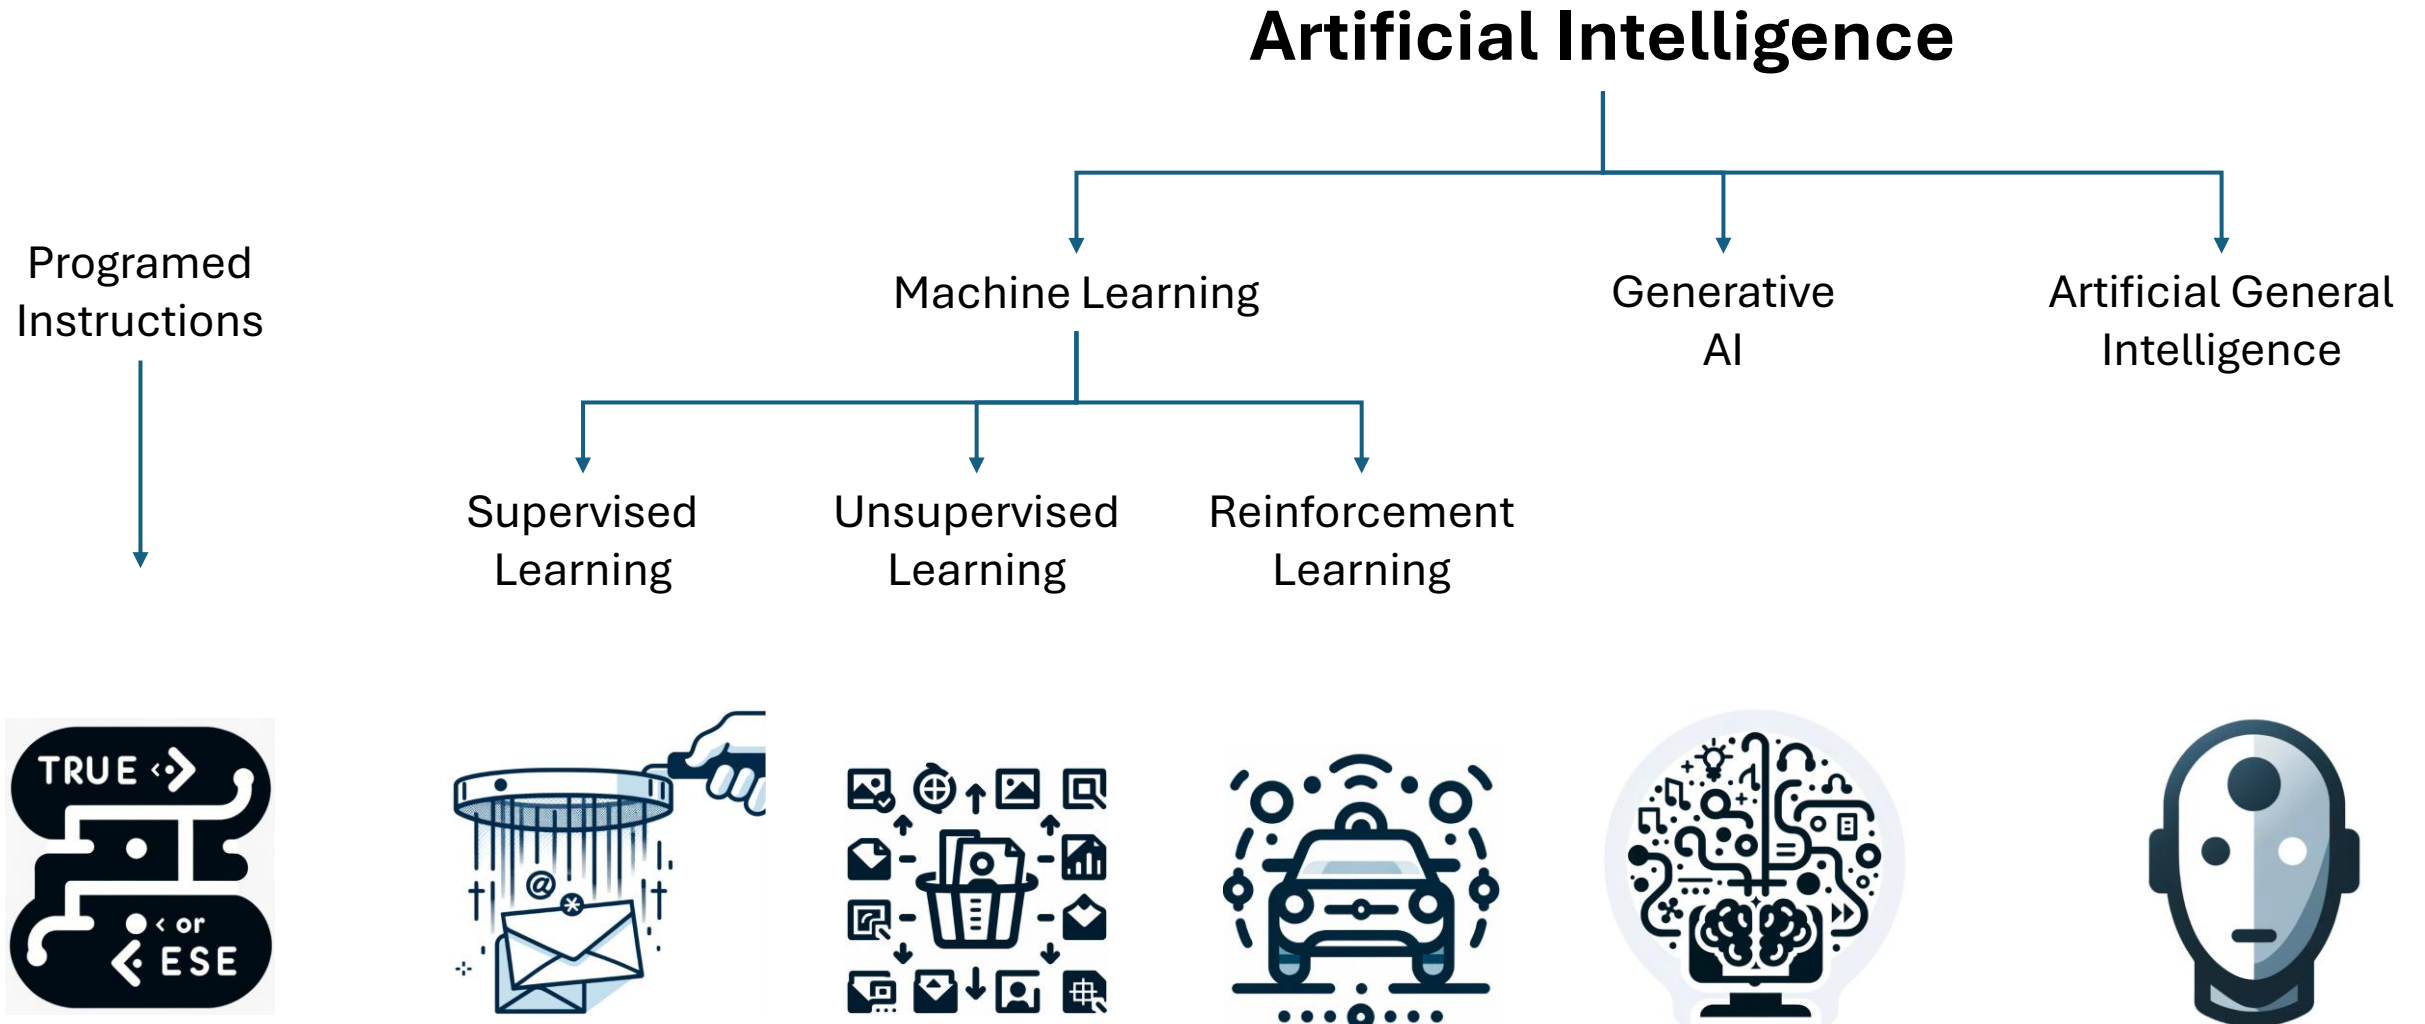 Artificial Intelligence
Programed
Instructions
Machine Learning
Generative
AI
Artificial General
Intelligence
Supervised
Learning
Unsupervised
Learning
Reinforcement
Learning
TRUE
or
ESE
@